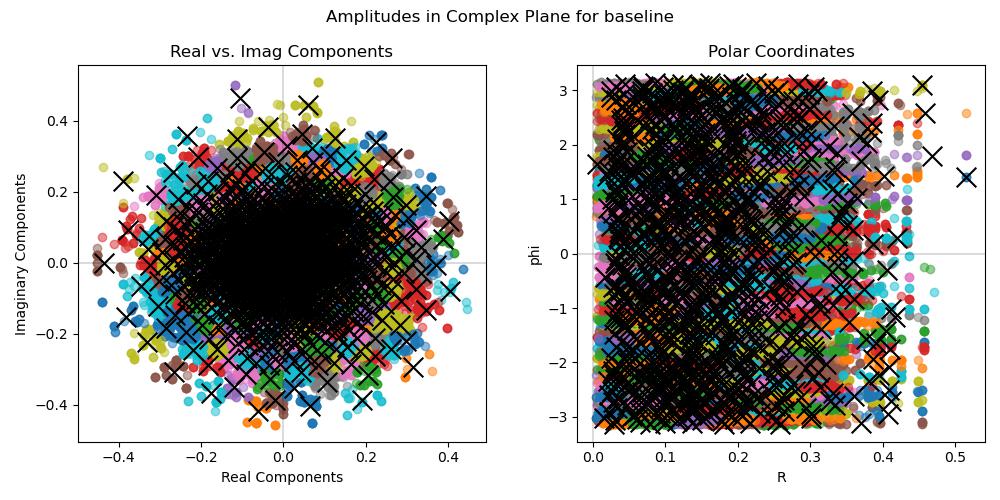 Amplitudes in Complex Plane for baseline
Real vs. Imag Components
Imaginary Components
0.4
0.2
0.0
−0.2
−0.4
−0.4 −0.2 0.0 0.2 0.4
Real Components
Polar Coordinates
phi
3
2
1
0
−1
−2
−3
0.0 0.1 0.2 0.3 0.4 0.5
R